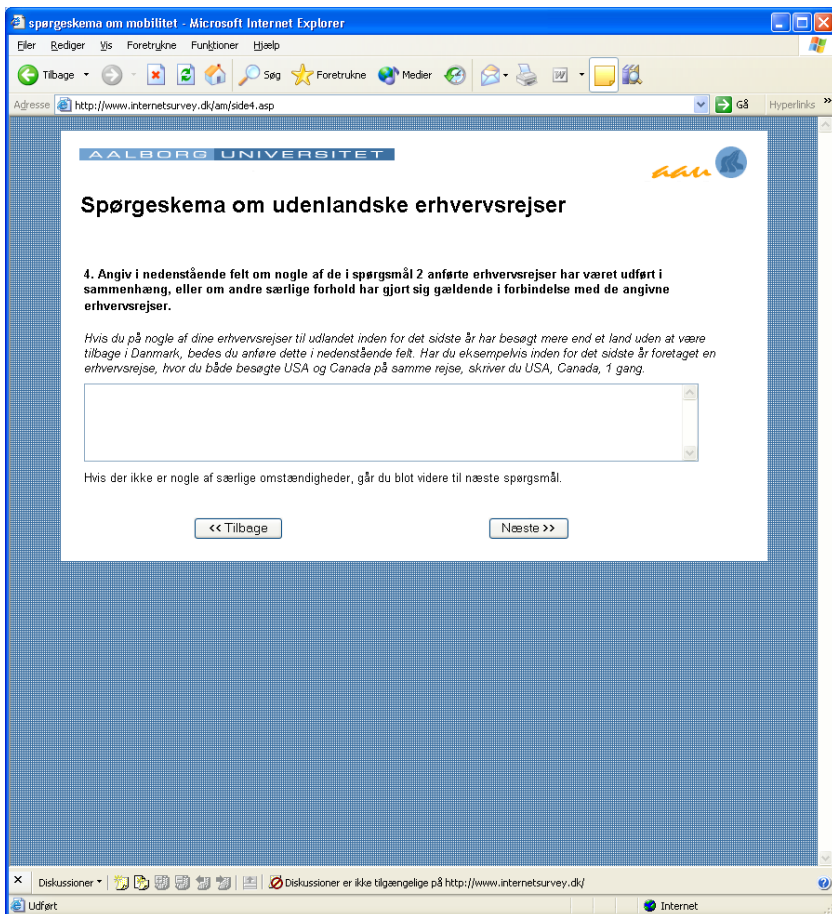 spørgeskema om mobilitet - Microsoft Internet Explorer
Filer Rediger Vis Foretrukne Funktioner Hjælp
Tilbage Søg Foretrukne Medier
Adresse http://www.internetsurvey.dk/am/side4.asp Gå Hyperlinks »
AALBORG UNIVERSITET
aau
Spørgeskema om udenlandske erhvervsrejser
4. Angiv i nedenstående felt om nogle af de i spørgsmål 2 anførte erhvervsrejser har været udført i
sammenhæng, eller om andre særlige forhold har gjort sig gældende i forbindelse med de angivne
erhvervsrejser.
Hvis du på nogle af dine erhvervsrejser til udlandet inden for det sidste år har besøgt mere end et land uden at være
tilbage i Danmark, bedes du anføre dette i nedenstående felt. Har du eksempelvis inden for det sidste år foretaget en
erhvervsrejse, hvor du både besøgte USA og Canada på samme rejse, skriver du USA, Canada, 1 gang.
Hvis der ikke er nogle af særlige omstændigheder, går du blot videre til næste spørgsmål.
<< Tilbage Næste >>
Diskussioner Diskussioner er ikke tilgængelige på http://www.internetsurvey.dk/
Udført Internet